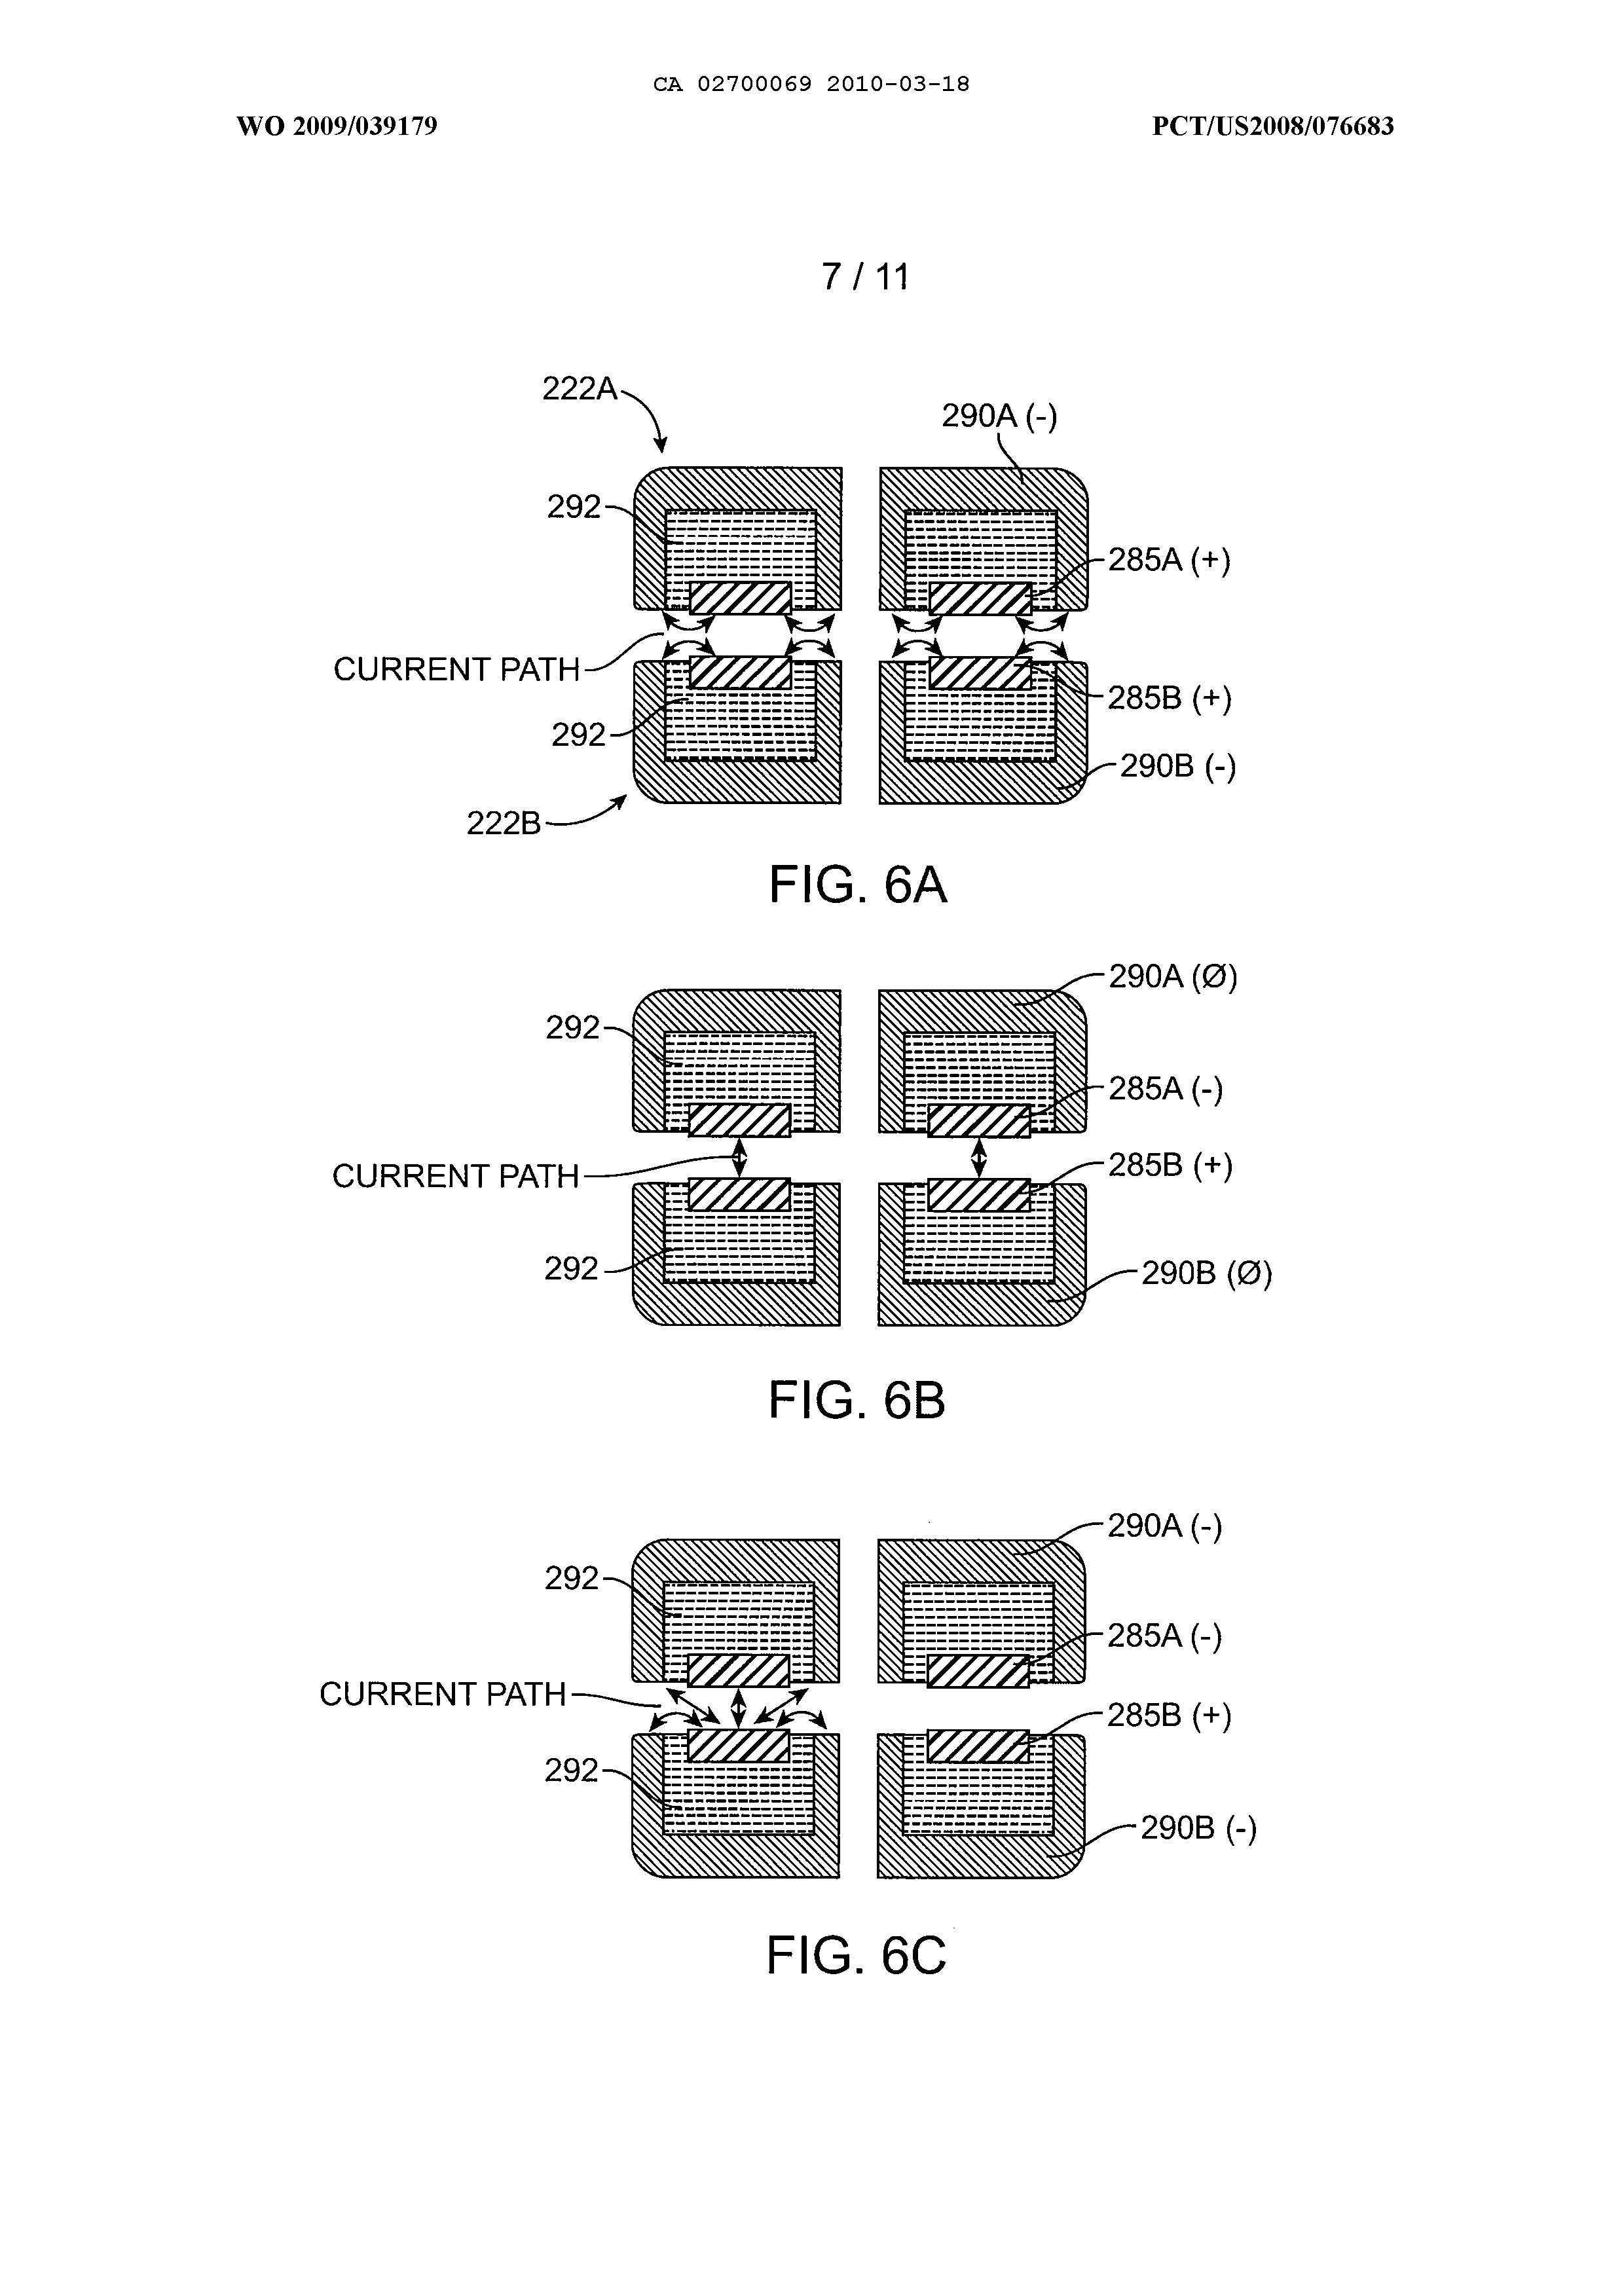 CA 02700069 2010-03-18
WO 2009/039179 PCT/US2008/076683
7 / 11
222A
290A (-)
292
285A (+)
CURRENT PATH
285B (+)
292
290B (-)
222B
FIG. 6A
290A (Ø)
292
285A (-)
CURRENT PATH
285B (+)
292
290B (Ø)
FIG. 6B
290A (-)
292
285A (-)
CURRENT PATH
285B (+)
292
290B (-)
FIG. 6C